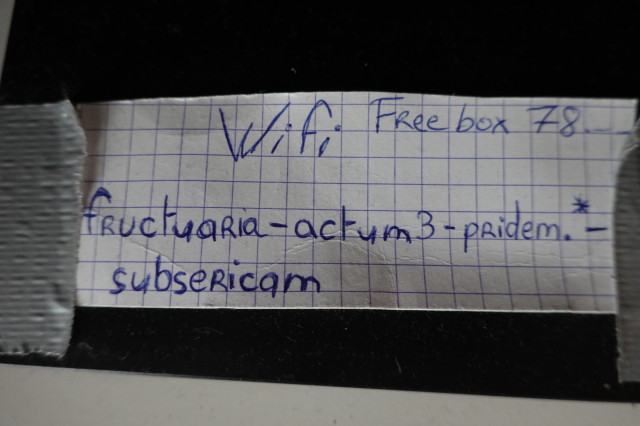 Wifi Freebox 78----
fructuaria-actum3-pridem.*-
subsericam